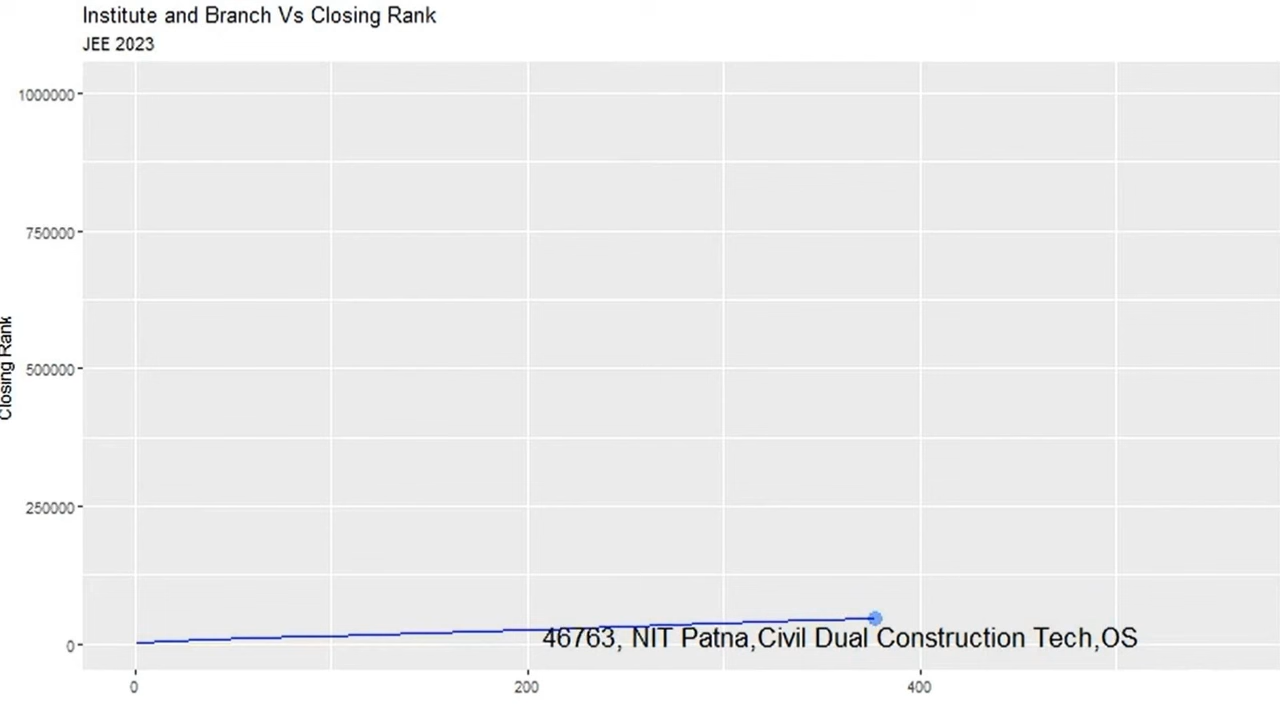 Institute and Branch Vs Closing Rank
JEE 2023
1000000
750000
500000
250000
0
Closing Rank
46763, NIT Patna,Civil Dual Construction Tech,OS
0
200
400